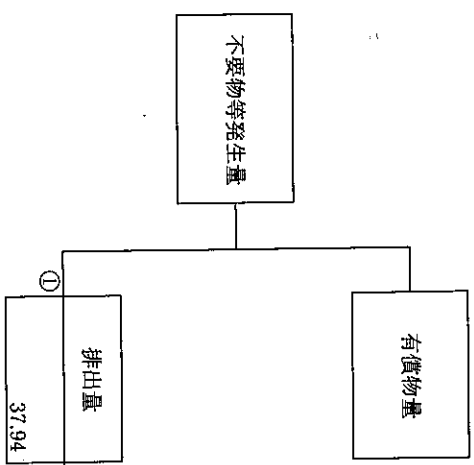 不要物等発生量
有償物量
①
排出量
37.94